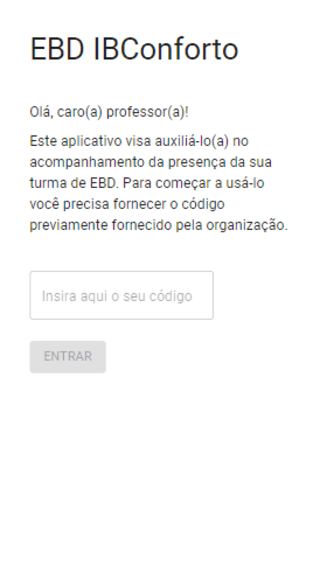 EBD IBConforto
Olá, caro(a) professor(a)!
Este aplicativo visa auxiliá-lo(a) no
acompanhamento da presença da sua
turma de EBD. Para começar a usá-lo
você precisa fornecer o código
previamente fornecido pela organização.
Insira aqui o seu código
ENTRAR